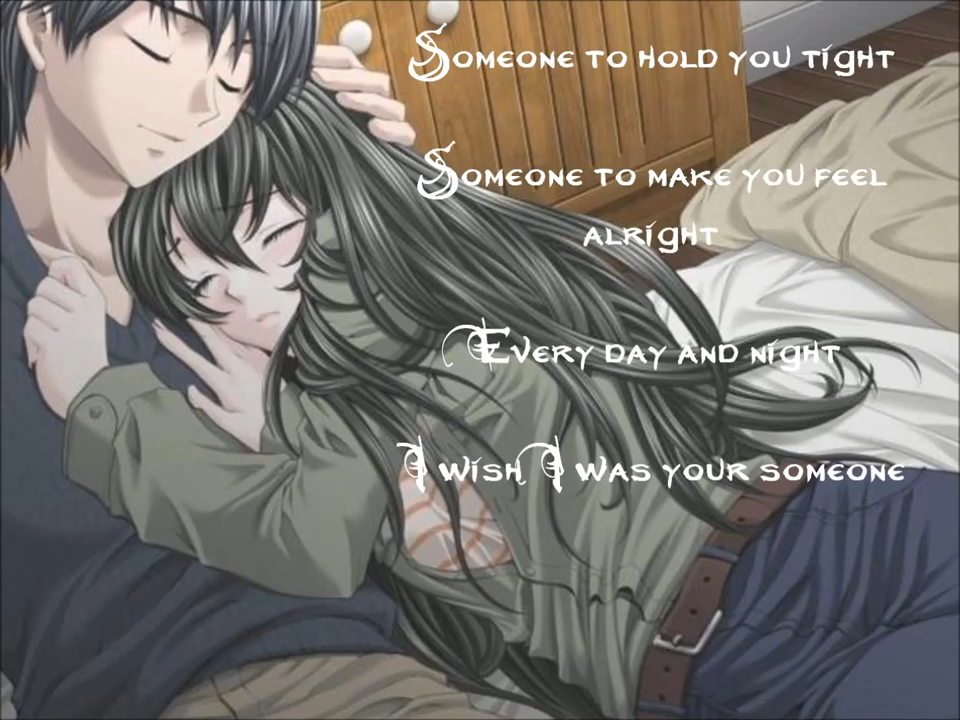 Someone to hold you tight
Someone to make you feel
alright
Every day and night
I wish I was your someone